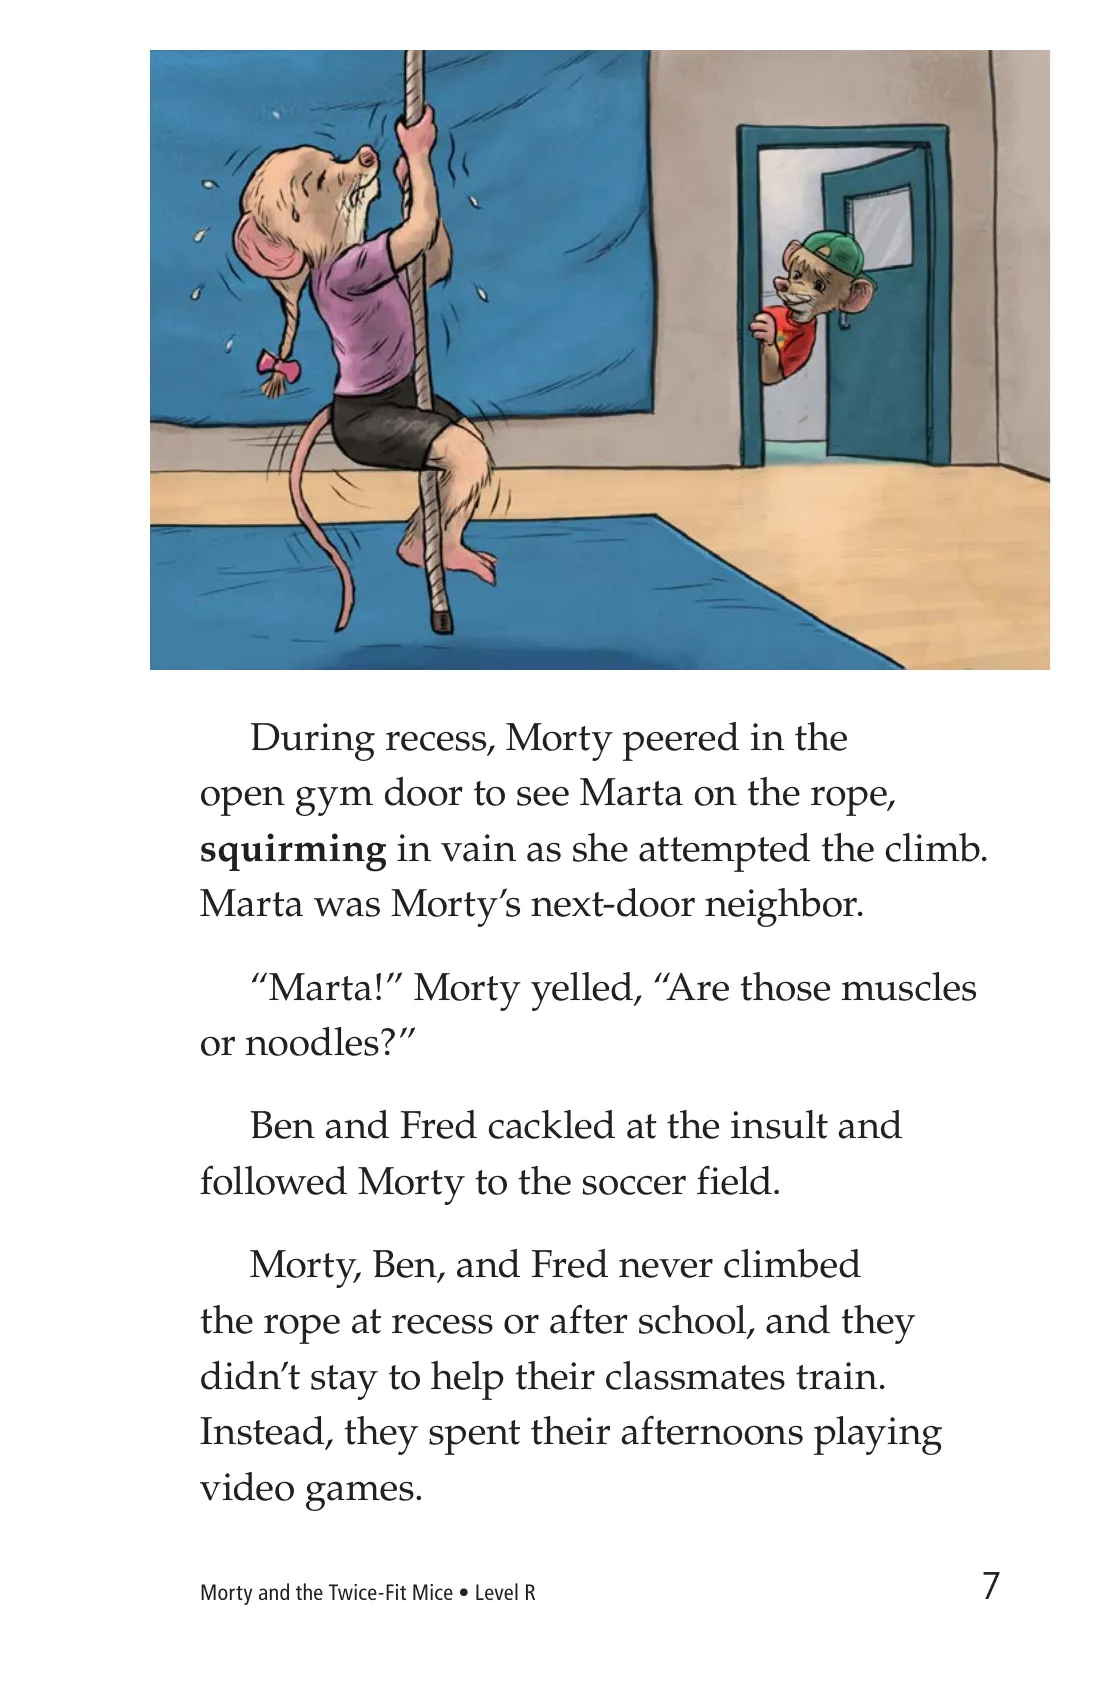 During recess, Morty peered in the
open gym door to see Marta on the rope,
squirming in vain as she attempted the climb.
Marta was Morty’s next-door neighbor.
“Marta!” Morty yelled, “Are those muscles
or noodles?”
Ben and Fred cackled at the insult and
followed Morty to the soccer field.
Morty, Ben, and Fred never climbed
the rope at recess or after school, and they
didn’t stay to help their classmates train.
Instead, they spent their afternoons playing
video games.
Morty and the Twice-Fit Mice • Level R
7